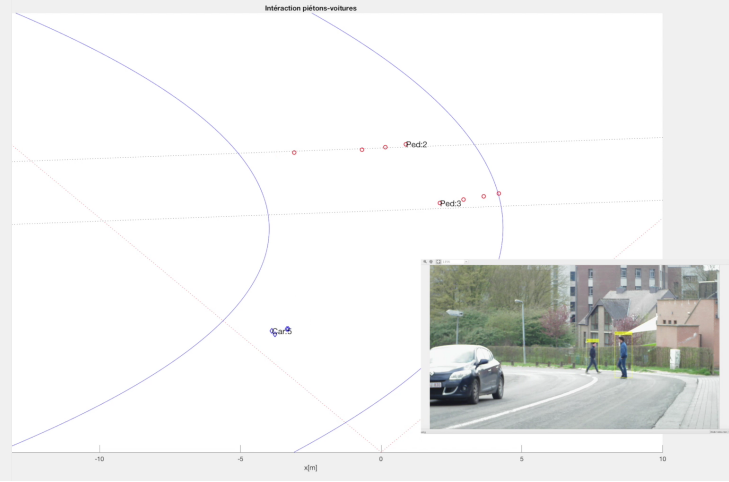 Intéraction piétons-voitures
Ped:2
Ped:3
Car:5
-10
-5
0
5
10
x[m]